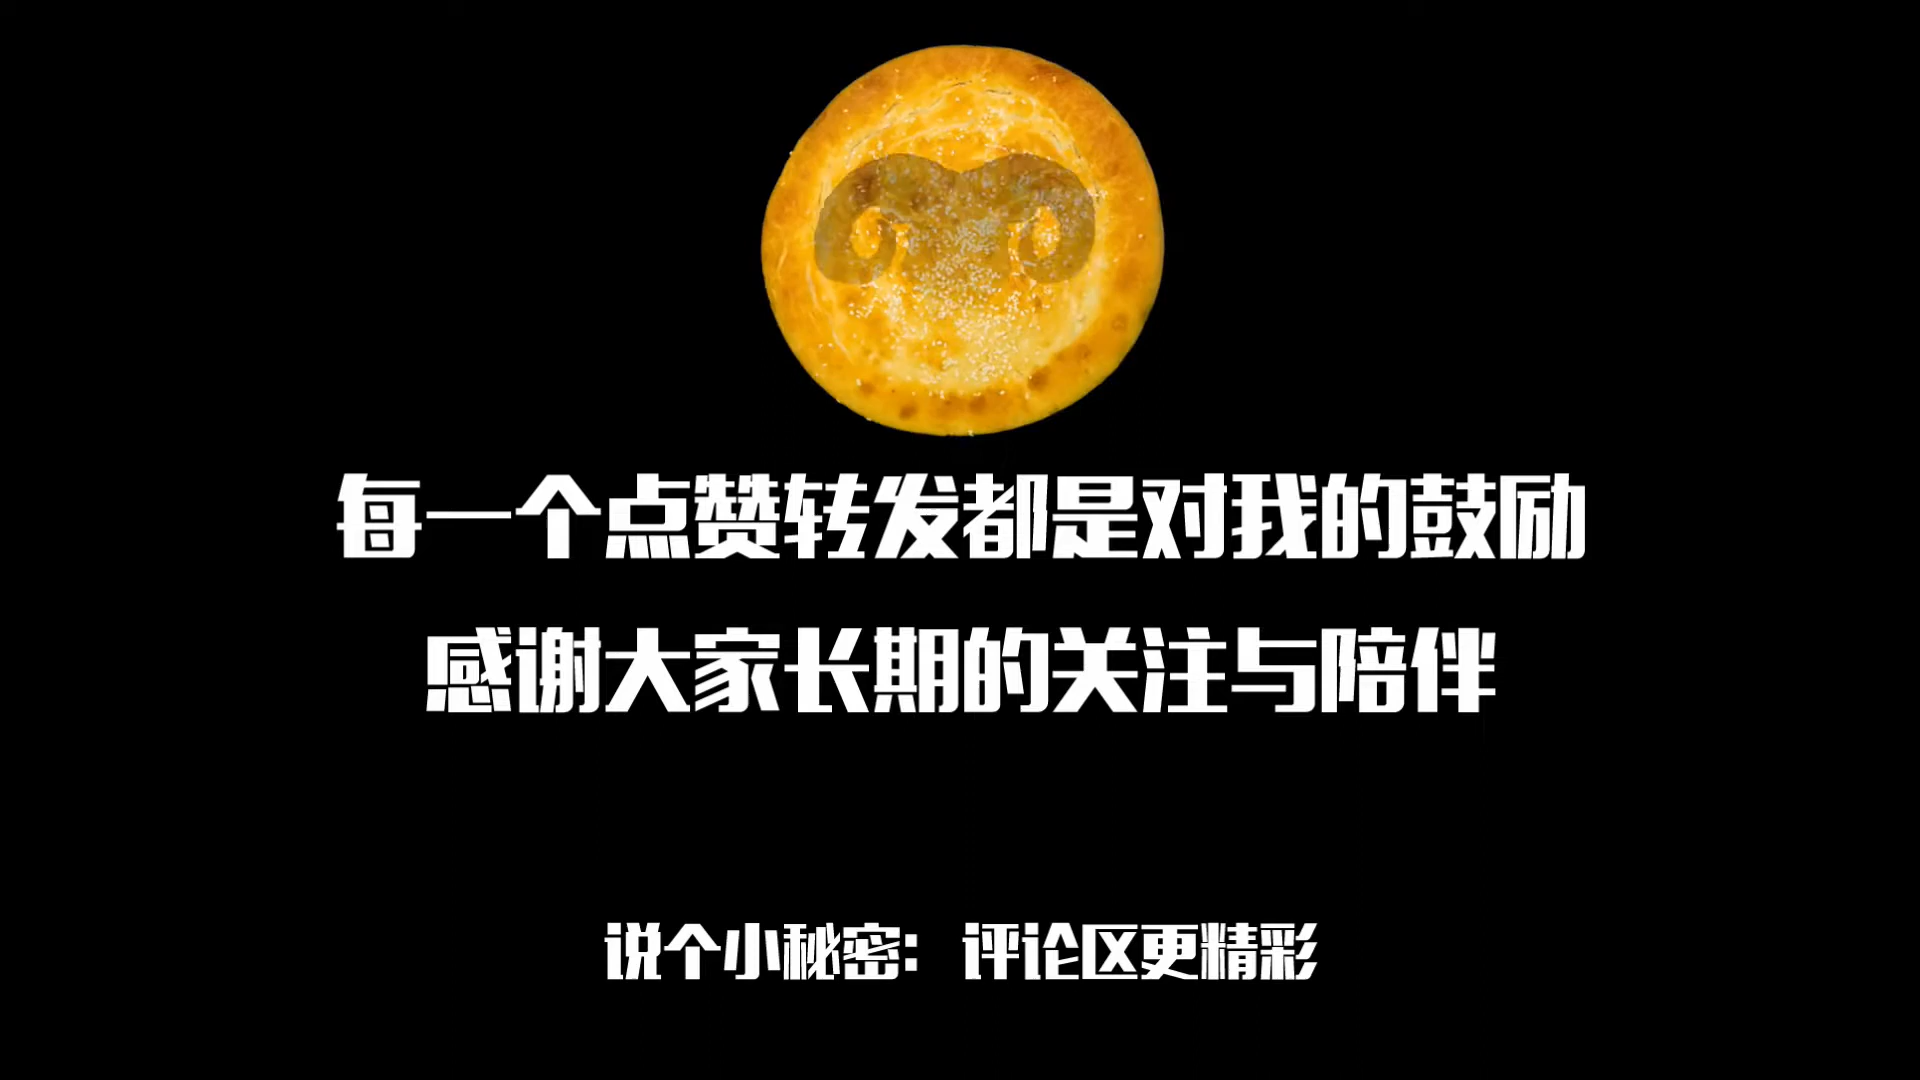 每一个点赞转发都是对我的鼓励
感谢大家长期的关注与陪伴
说个小秘密：评论区更精彩